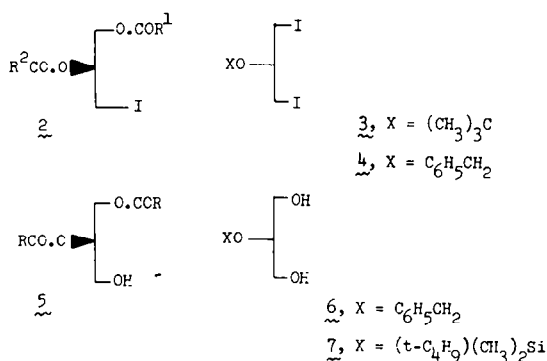 O.COR¹
R²CO.O
I
2
I
XO
I
3, X = (CH₃)₃C
4, X = C₆H₅CH₂
O.CCR
RCO.C
OH
5
OH
XO
OH
6, X = C₆H₅CH₂
7, X = (t-C₄H₉)(CH₃)₂Si